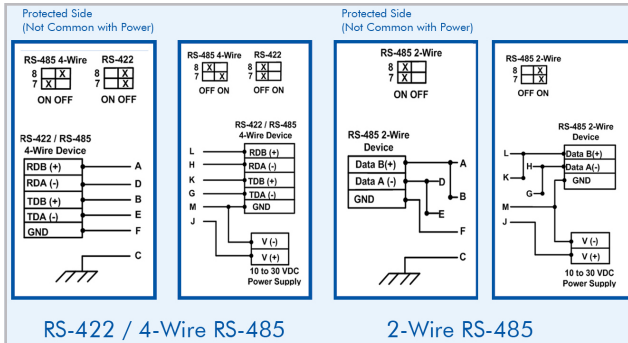 Protected Side
(Not Common with Power)
RS-485 4-Wire RS-422
8 X 8 X
7 X 7 X
ON OFF ON OFF
RS-422 / RS-485
4-Wire Device
RDB (+) A
RDA (-) D
TDB (+) B
TDA (-) E
GND F
C
RS-485 4-Wire RS-422
8 X 8 X
7 X 7 X
OFF ON OFF ON
RS-422 / RS-485
4-Wire Device
L RDB (+)
H RDA (-)
K TDB (+)
G TDA (-)
M GND
J
V (-)
V (+)
10 to 30 VDC
Power Supply
RS-422 / 4-Wire RS-485
Protected Side
(Not Common with Power)
RS-485 2-Wire
8 X
7 X
ON OFF
RS-485 2-Wire
Device
Data B(+) A
Data A (-) D
GND B
E
F
C
RS-485 2-Wire
8 X
7 X
OFF ON
RS-485 2-Wire
Device
L Data B(+)
H Data A(-)
K GND
G
M
J
V (-)
V (+)
10 to 30 VDC
Power Supply
2-Wire RS-485